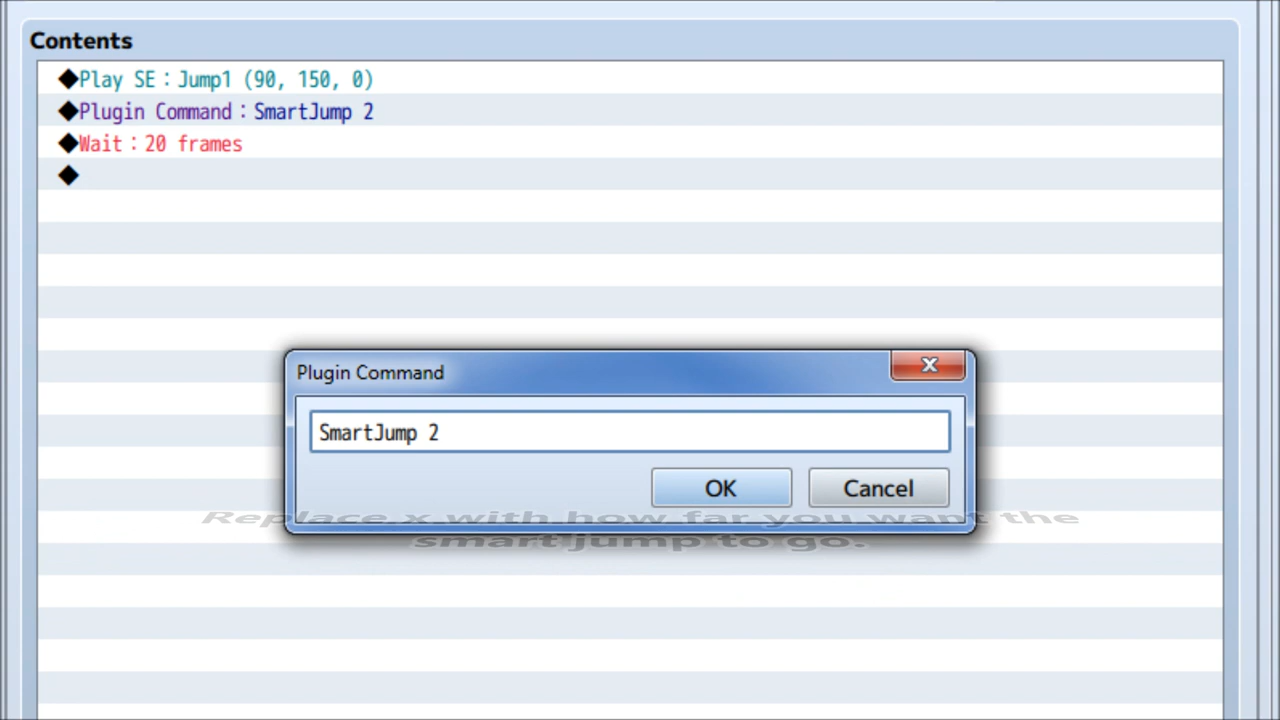 Contents
◆Play SE：Jump1 (90, 150, 0)
◆Plugin Command：SmartJump 2
◆Wait：20 frames
◆
Plugin Command
SmartJump 2
OK Cancel
Replace x with how far you want the
smart jump to go.